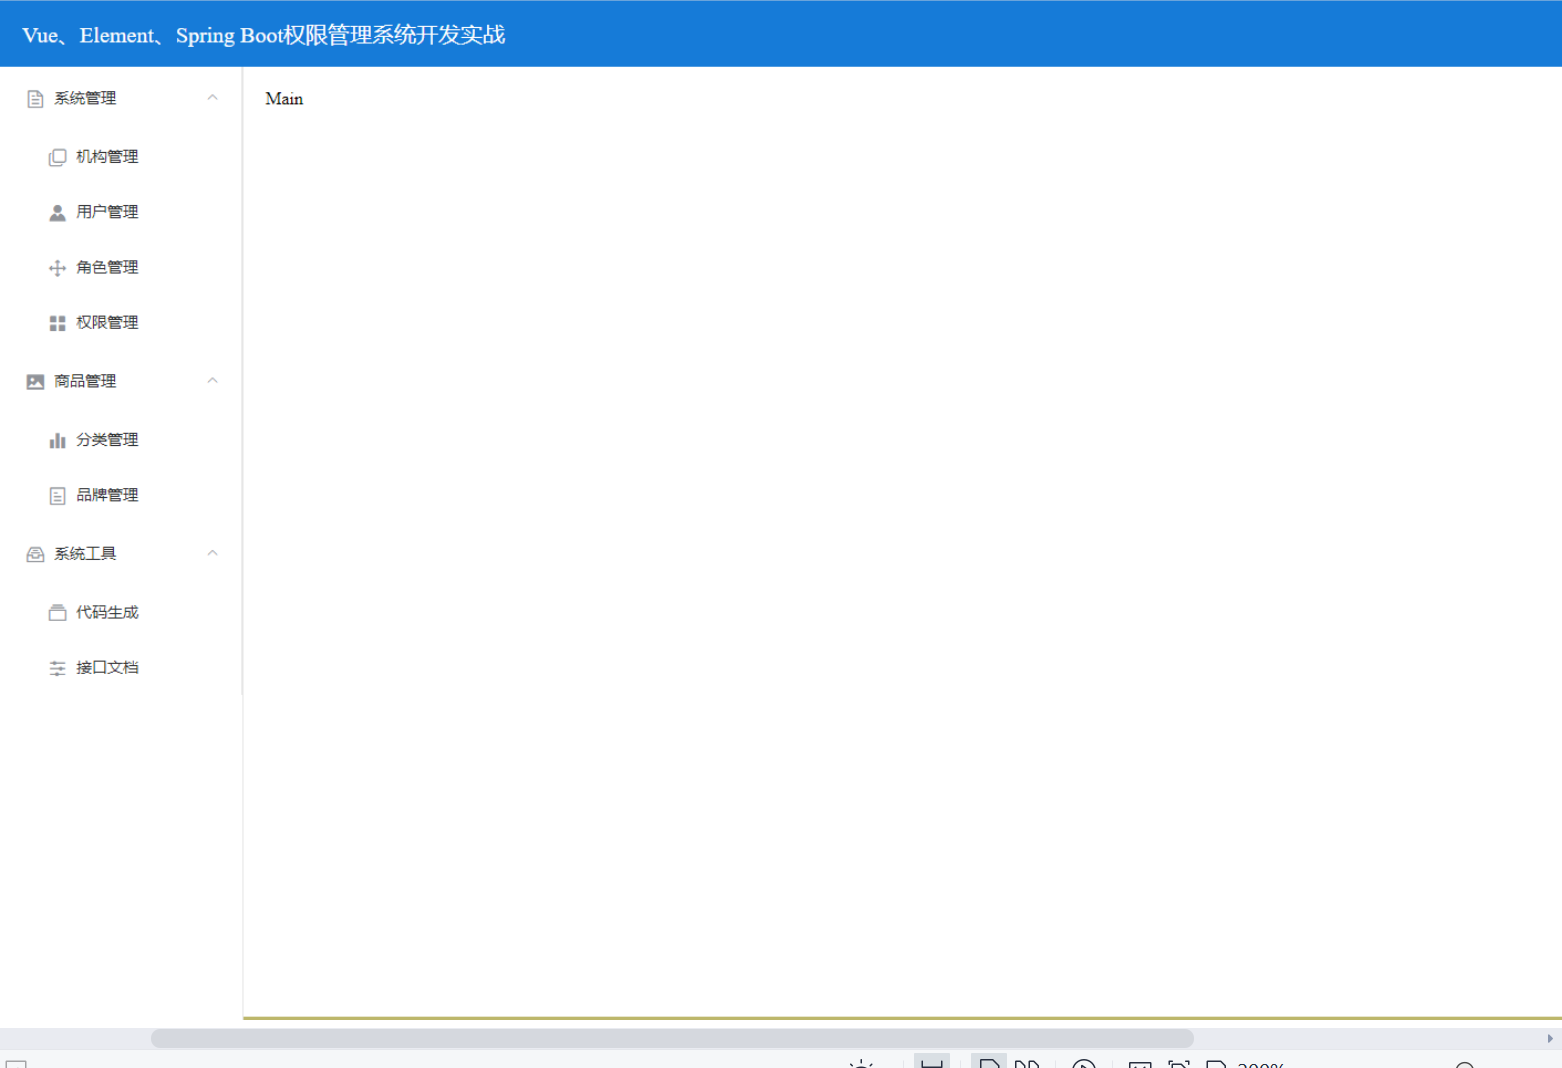 Vue、Element、Spring Boot权限管理系统开发实战
系统管理
Main
机构管理
用户管理
角色管理
权限管理
商品管理
分类管理
品牌管理
系统工具
代码生成
接口文档